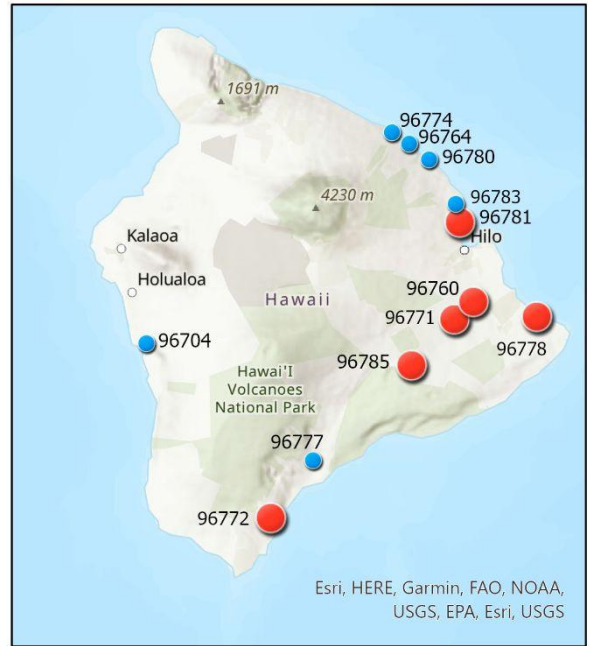 1691 m
96774
96764
96780
4230 m
96783
96781
Hilo
Kalaoa
Holualoa
Hawaii
96760
96771
96778
96704
96785
Hawai'I
Volcanoes
National Park
96777
96772
Esri, HERE, Garmin, FAO, NOAA,
USGS, EPA, Esri, USGS